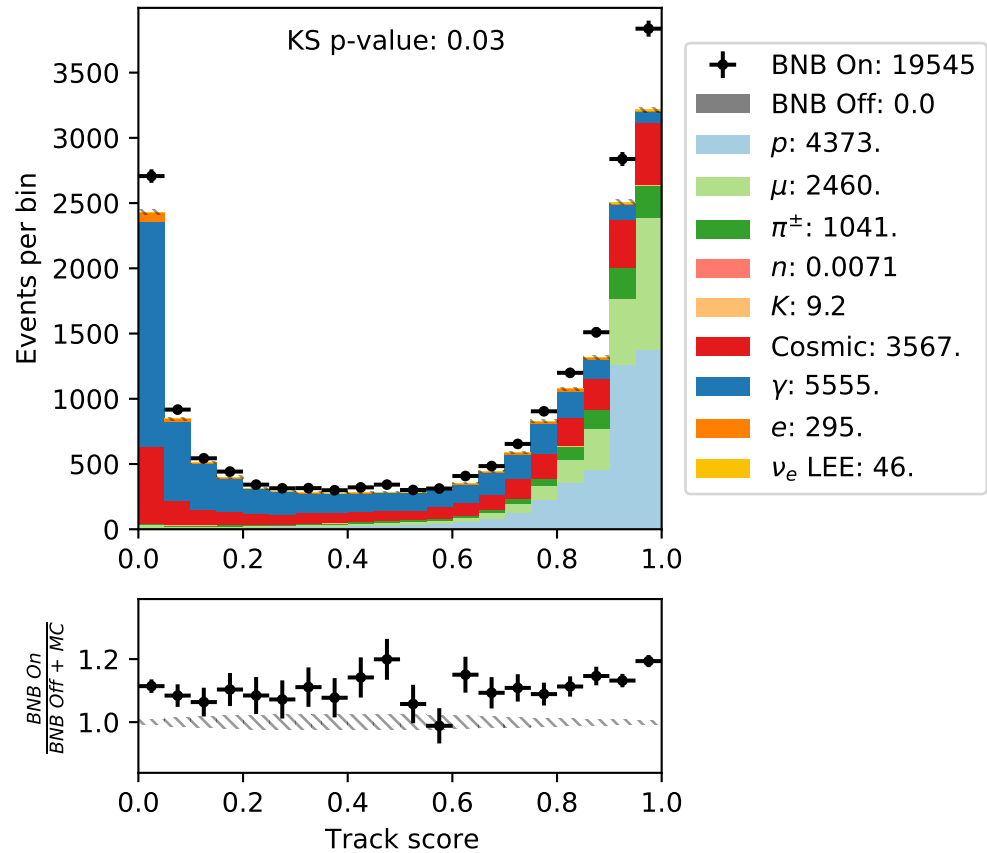 KS p-value: 0.03
Events per bin
3500
3000
2500
2000
1500
1000
500
0
0.0 0.2 0.4 0.6 0.8 1.0
BNB On: 19545
BNB Off: 0.0
p: 4373.
μ: 2460.
π±: 1041.
n: 0.0071
K: 9.2
Cosmic: 3567.
γ: 5555.
e: 295.
νe LEE: 46.
BNB On
BNB Off + MC
1.2
1.0
0.0 0.2 0.4 0.6 0.8 1.0
Track score